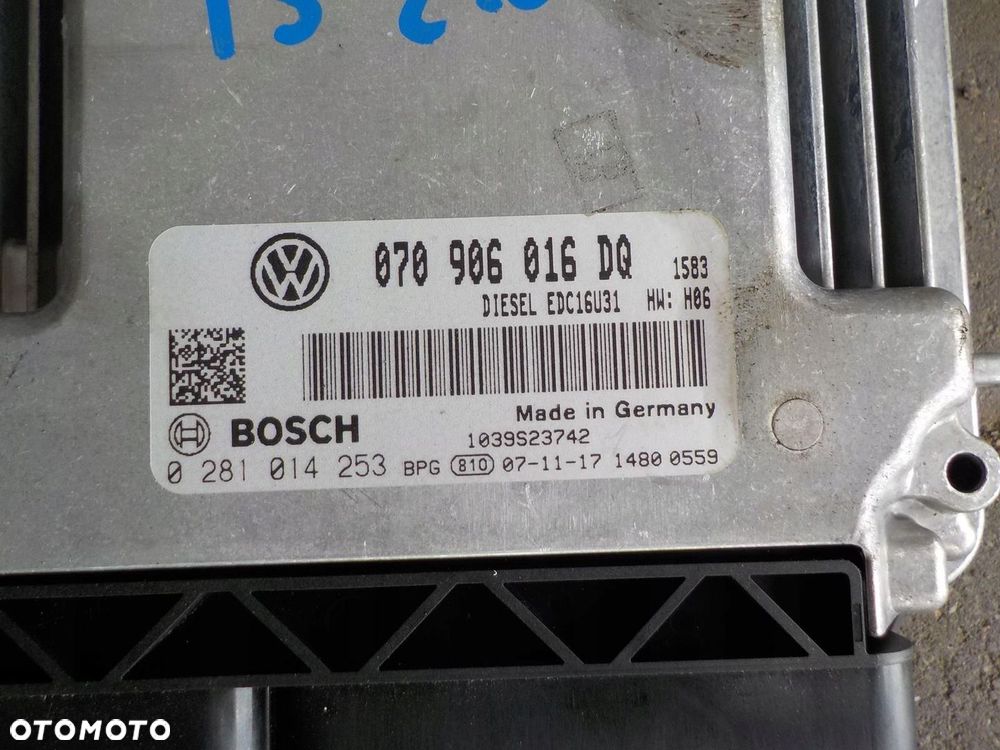 070 906 016 DQ 1583
DIESEL EDC16U31 HW: H06
Made in Germany
BOSCH
1039S23742
0 281 014 253 BPG 810 07-11-17 1480 0559
OTOMOTO